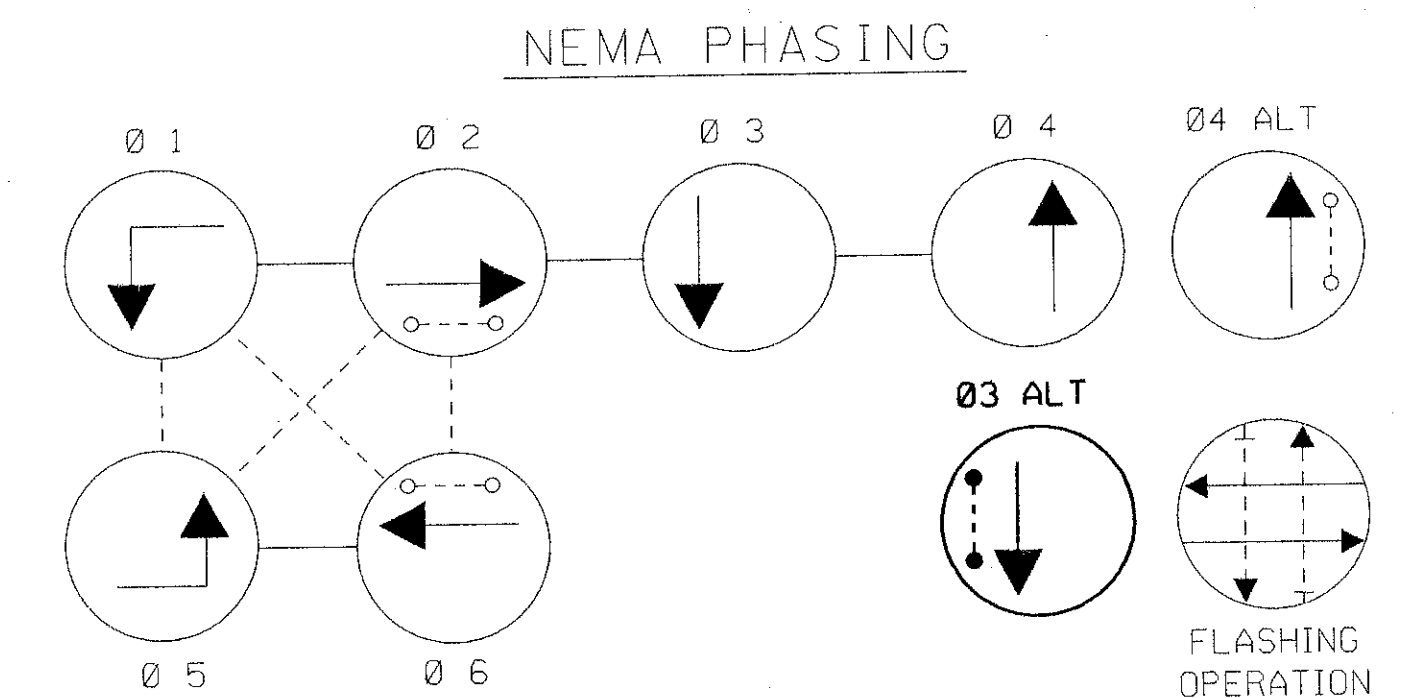 NEMA PHASING
Ø 1
Ø 2
Ø 3
Ø 4
Ø4 ALT
Ø3 ALT
Ø 5
Ø 6
FLASHING
OPERATION